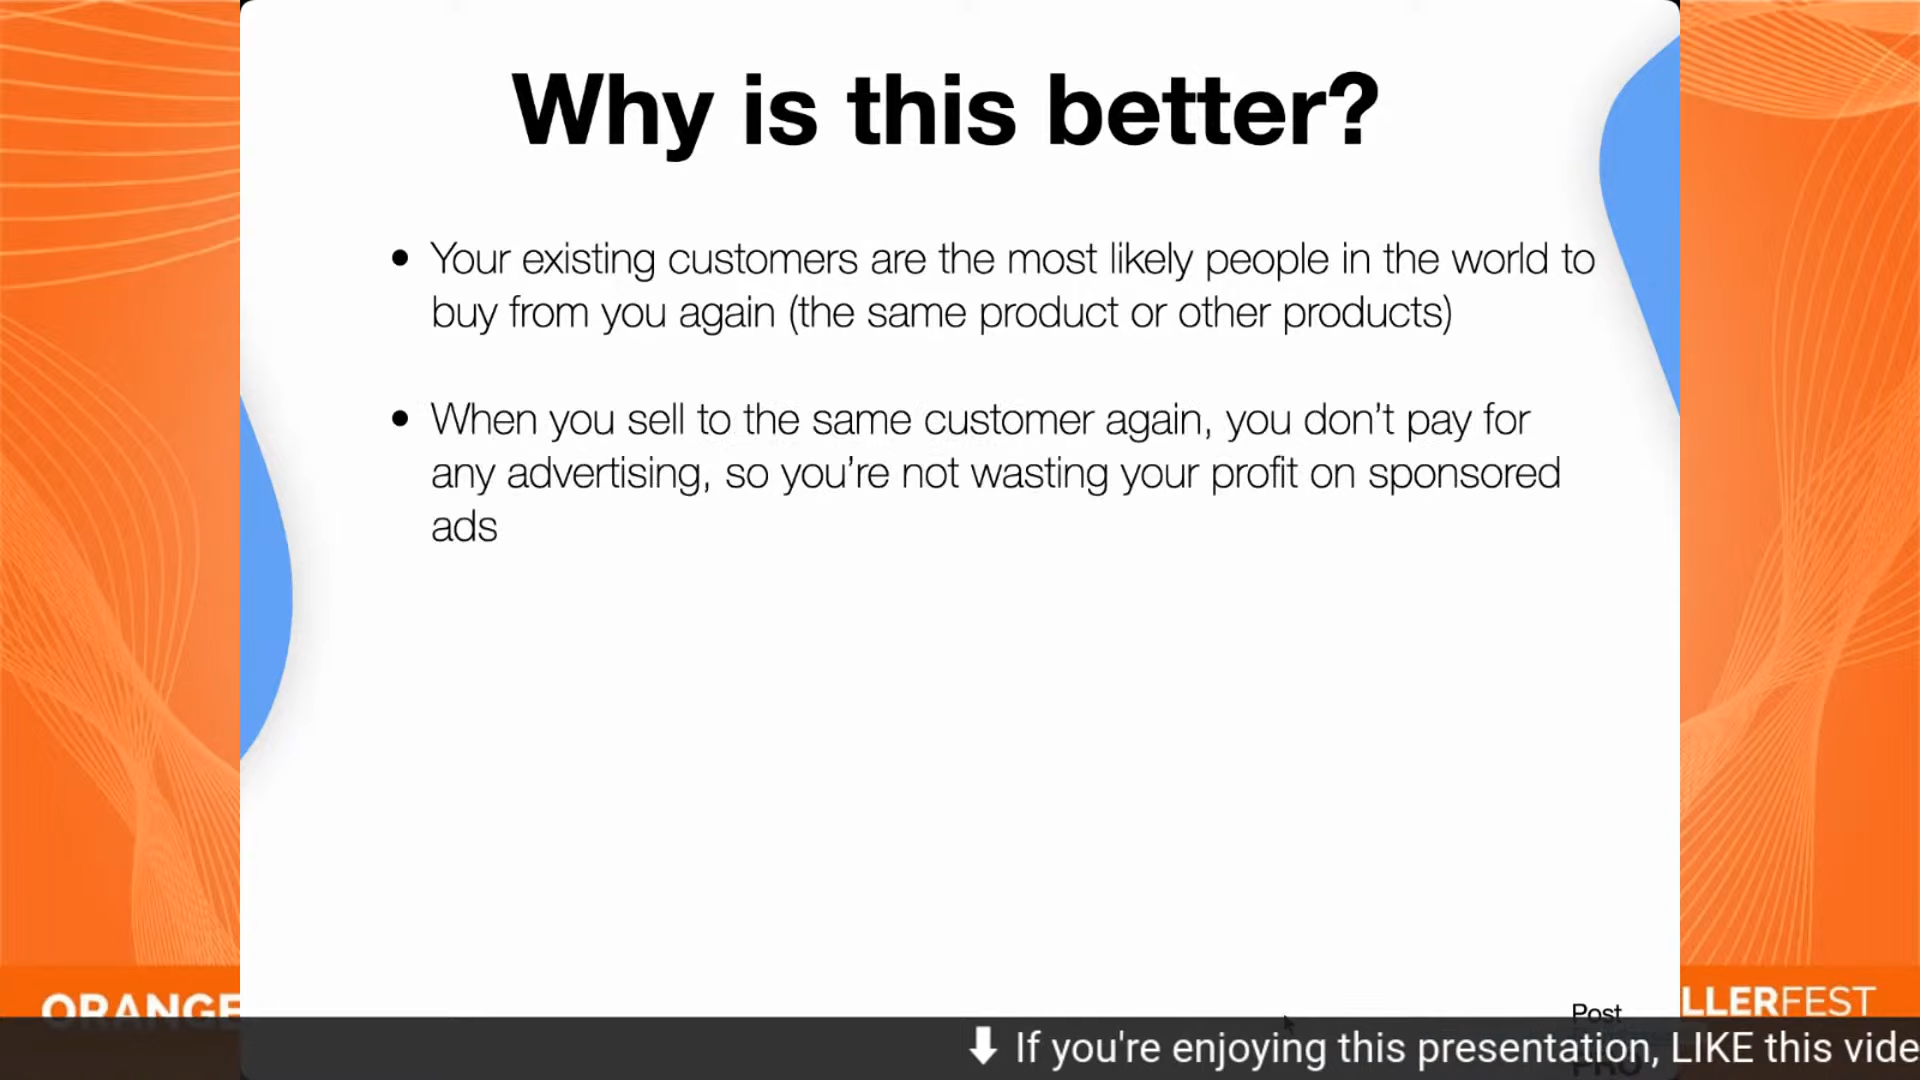 Why is this better?
• Your existing customers are the most likely people in the world to
buy from you again (the same product or other products)
• When you sell to the same customer again, you don't pay for
any advertising, so you're not wasting your profit on sponsored
ads
ORANGE
LLERFEST
Post
PRO
⬇ If you're enjoying this presentation, LIKE this vide